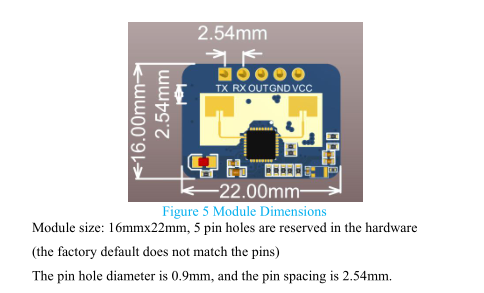 2.54mm
TX RX OUT GND VCC
2.54mm
16.00mm
22.00mm
Figure 5 Module Dimensions
Module size: 16mmx22mm, 5 pin holes are reserved in the hardware
(the factory default does not match the pins)
The pin hole diameter is 0.9mm, and the pin spacing is 2.54mm.